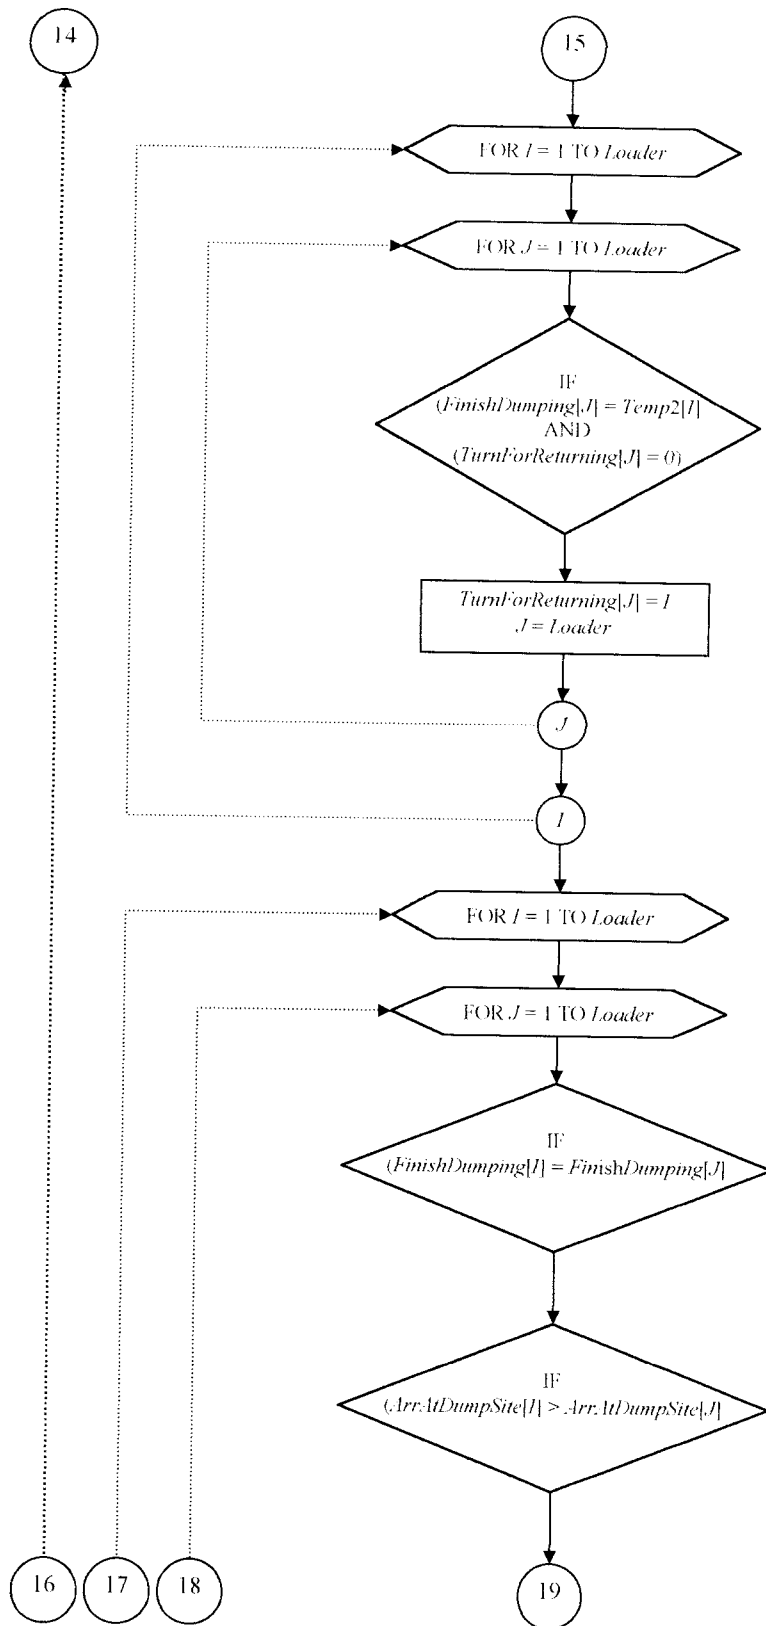 14
15
FOR I = 1 TO Loader
FOR J = 1 TO Loader
IF
(FinishDumping[J] = Temp2[I]
AND
(TurnForReturning[J] = 0)
TurnForReturning[J] = I
J = Loader
J
I
FOR I = 1 TO Loader
FOR J = 1 TO Loader
IF
(FinishDumping[I] = FinishDumping[J]
IF
(ArrAtDumpSite[I] > ArrAtDumpSite[J]
16
17
18
19